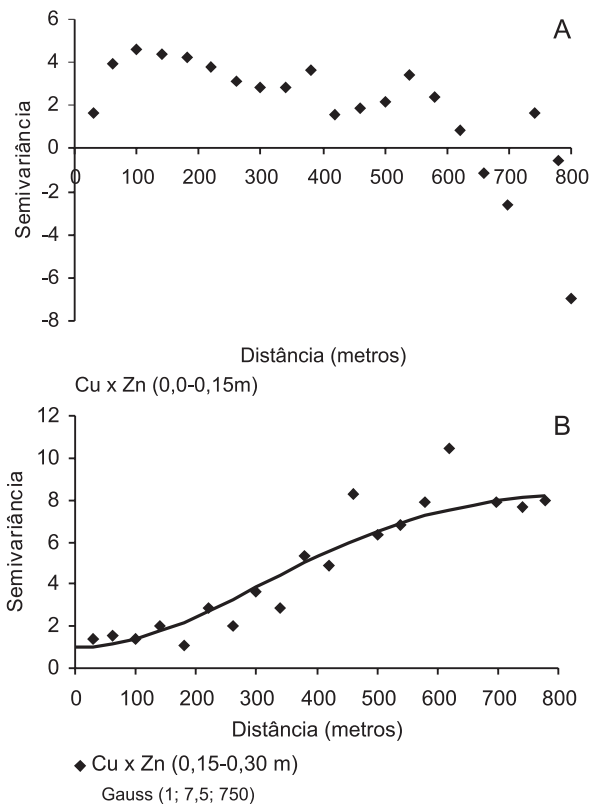 A
6
4
2
0
-2
-4
-6
-8
Semivariância
0 100 200 300 400 500 600 700 800
Distância (metros)
Cu x Zn (0,0-0,15m)
B
12
10
8
6
4
2
0
Semivariância
0 100 200 300 400 500 600 700 800
Distância (metros)
Cu x Zn (0,15-0,30 m)
Gauss (1; 7,5; 750)